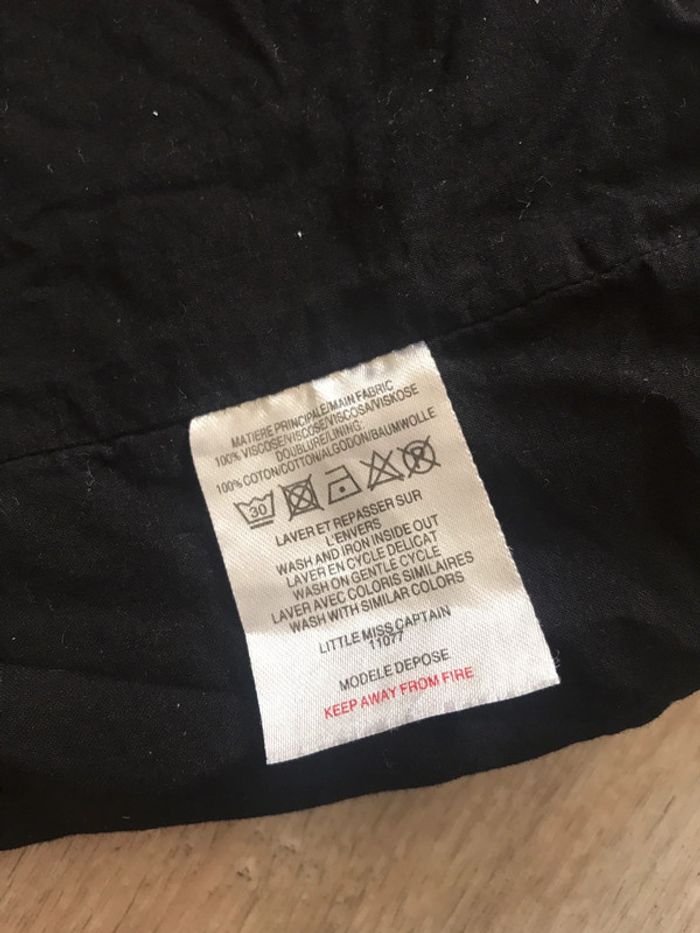 MATIERE PRINCIPALE/MAIN FABRIC
100% VISCOSE/VISCOSE/VISCOSA/VISKOSE
DOUBLURE/LINING:
100% COTON/COTTON/ALGODON/BAUMWOLLE
30 P
LAVER ET REPASSER SUR
L'ENVERS
WASH AND IRON INSIDE OUT
LAVER EN CYCLE DELICAT
WASH ON GENTLE CYCLE
LAVER AVEC COLORIS SIMILAIRES
WASH WITH SIMILAR COLORS
LITTLE MISS CAPTAIN
11077
MODELE DEPOSE
KEEP AWAY FROM FIRE